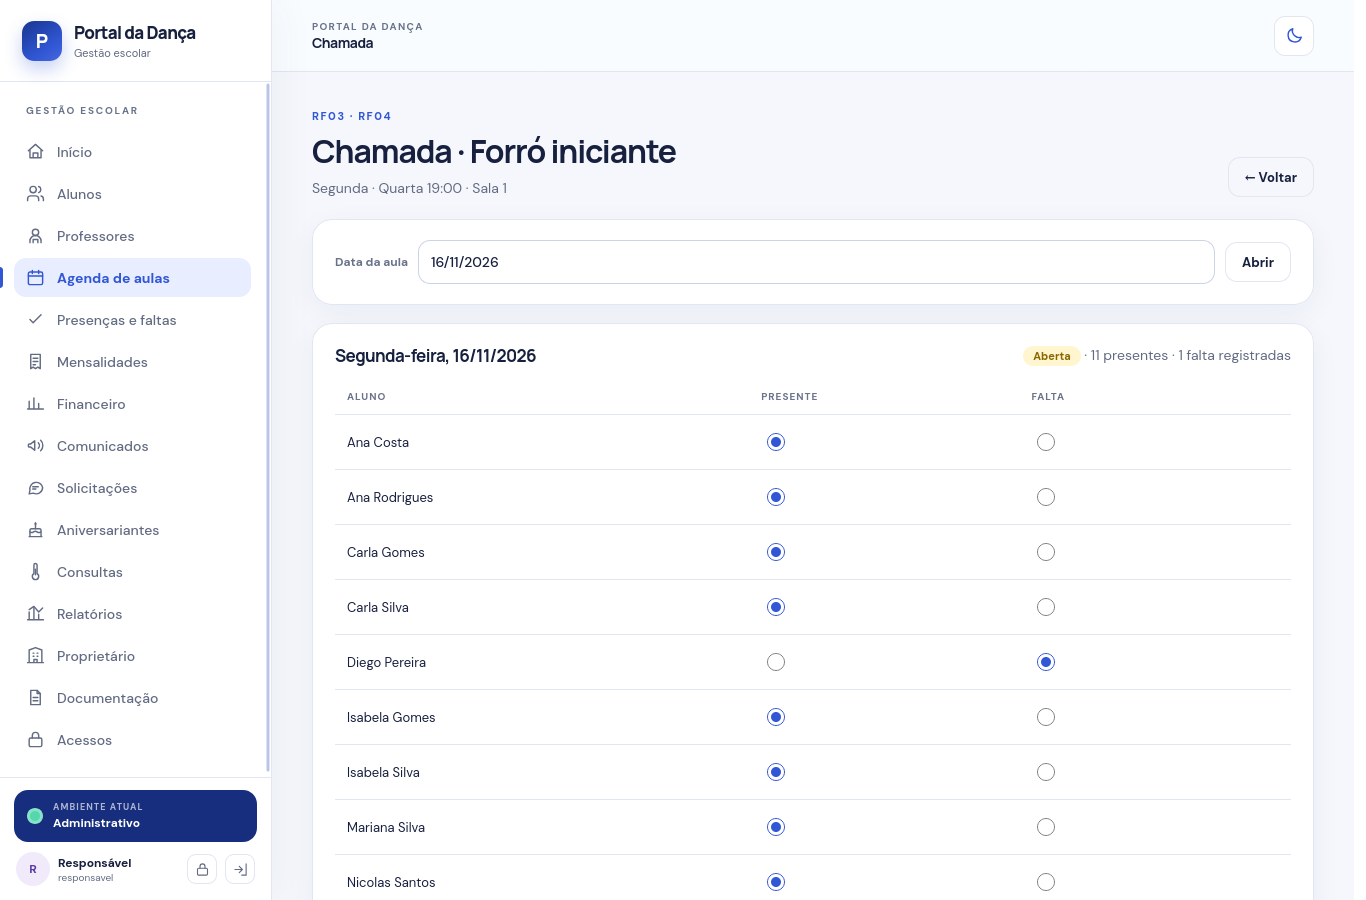 P
Portal da Dança
Gestão escolar
GESTÃO ESCOLAR
Início
Alunos
Professores
Agenda de aulas
Presenças e faltas
Mensalidades
Financeiro
Comunicados
Solicitações
Aniversariantes
Consultas
Relatórios
Proprietário
Documentação
Acessos
AMBIENTE ATUAL
Administrativo
R
Responsável
responsavel
PORTAL DA DANÇA
Chamada
RF03 · RF04
Chamada · Forró iniciante
Segunda · Quarta 19:00 · Sala 1
← Voltar
Data da aula 16/11/2026 Abrir
Segunda-feira, 16/11/2026 Aberta · 11 presentes · 1 falta registradas
ALUNO PRESENTE FALTA
Ana Costa
Ana Rodrigues
Carla Gomes
Carla Silva
Diego Pereira
Isabela Gomes
Isabela Silva
Mariana Silva
Nicolas Santos